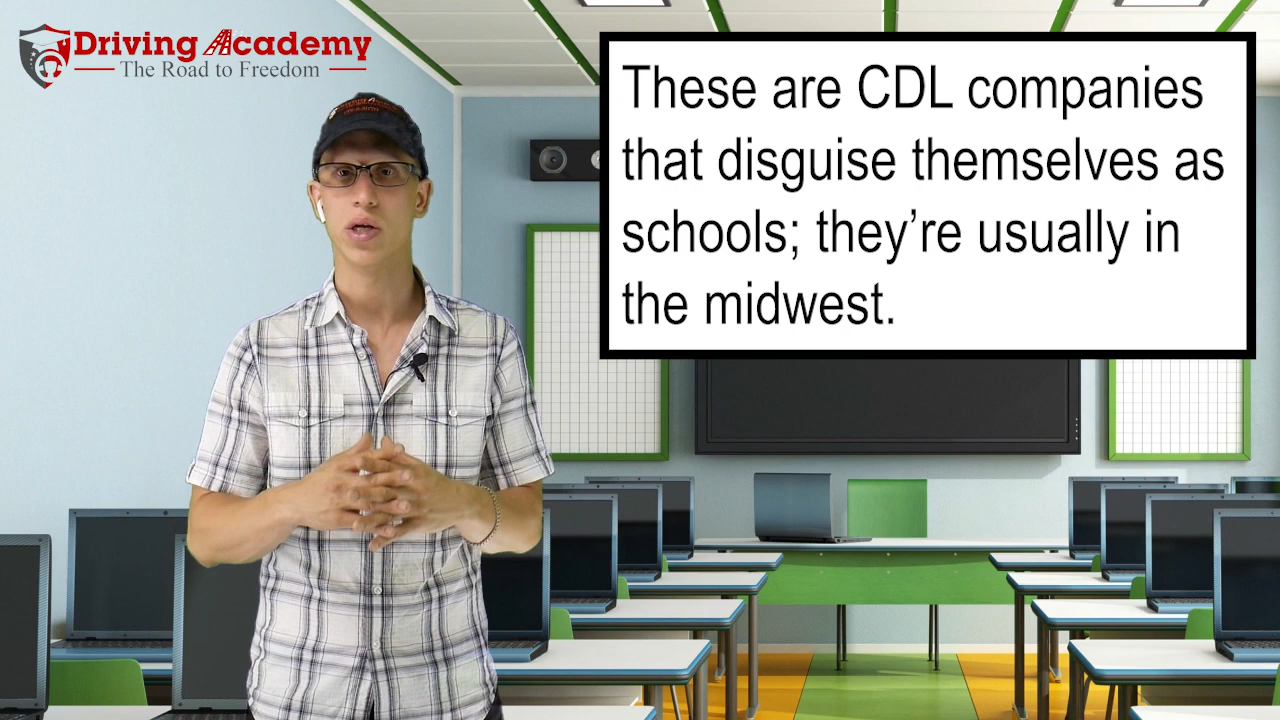 Driving Academy
The Road to Freedom
These are CDL companies
that disguise themselves as
schools; they’re usually in
the midwest.